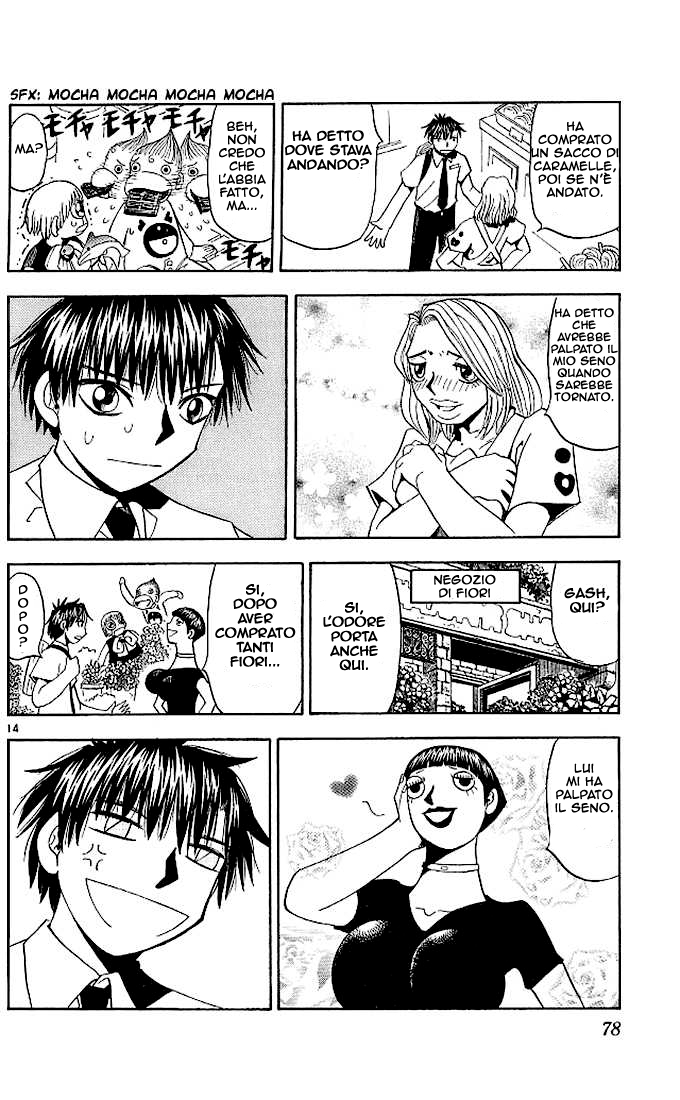 SFX: MOCHA MOCHA MOCHA MOCHA
HA
COMPRATO
UN SACCO DI
CARAMELLE,
POI SE N'È
ANDATO.
HA DETTO
DOVE STAVA
ANDANDO?
モチャ モチャ モチャ
BEH,
NON
CREDO
CHE
L'ABBIA
FATTO,
MA...
MA?
モチャ
HA DETTO
CHE
AVREBBE
PALPATO IL
MIO SENO
QUANDO
SAREBBE
TORNATO.
GASH,
QUI?
NEGOZIO
DI FIORI
SI,
L'ODORE
PORTA
ANCHE
QUI.
SI,
DOPO
AVER
COMPRATO
TANTI
FIORI...
DOPO?
14
LUI
MI HA
PALPATO
IL SENO.
78